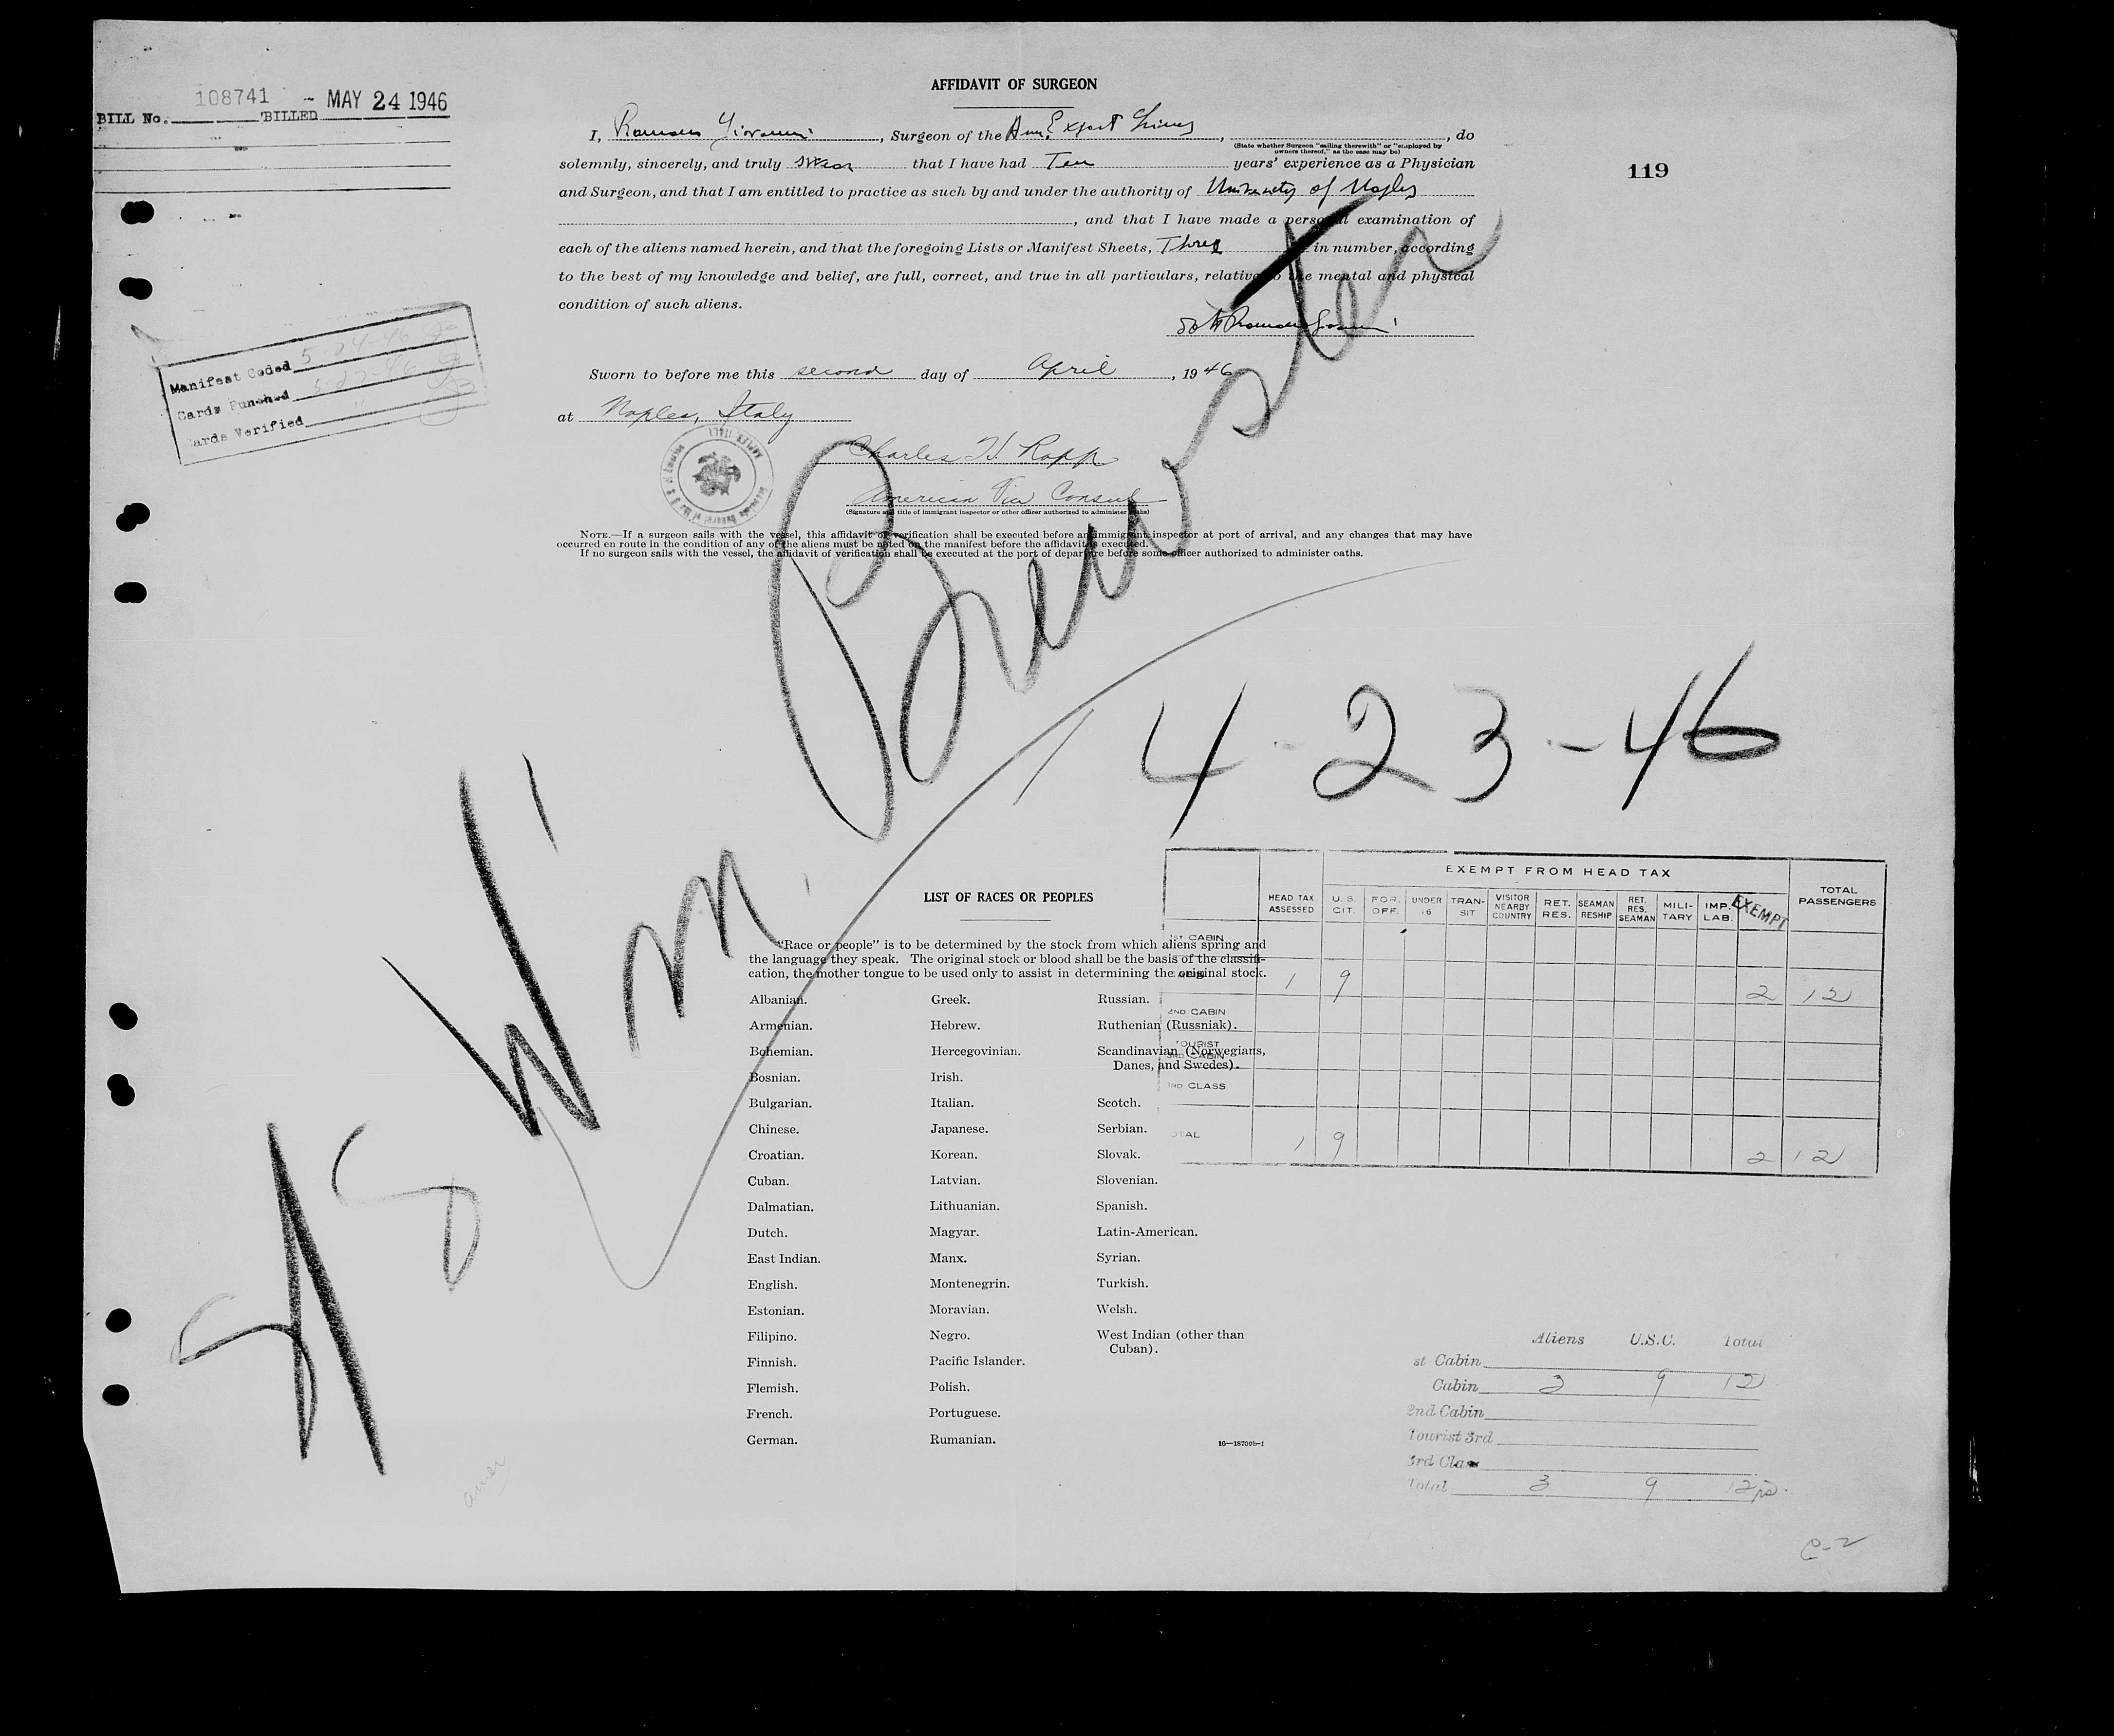 108741 - MAY 24 1946
BILL No. BILLED
AFFIDAVIT OF SURGEON
I, Romano Giovanni, Surgeon of the Am. Export Lines, , do
(State whether Surgeon "sailing therewith" or "employed by
owners thereof," as the case may be)
solemnly, sincerely, and truly swear that I have had Ten years' experience as a Physician
119
and Surgeon, and that I am entitled to practice as such by and under the authority of University of Naples
, and that I have made a personal examination of
each of the aliens named herein, and that the foregoing Lists or Manifest Sheets, Three in number, according
to the best of my knowledge and belief, are full, correct, and true in all particulars, relative to the mental and physical
condition of such aliens.
Dott Romano Giovanni
Manifest Coded 5-24-46
Cards Punched 5-27-46
Cards Verified "
Sworn to before me this second day of April, 1946
at Naples, Italy
Charles H. Rapp
American Vice Consul
(Signature and title of immigrant inspector or other officer authorized to administer oaths)
NOTE.—If a surgeon sails with the vessel, this affidavit of verification shall be executed before an immigrant inspector at port of arrival, and any changes that may have
occurred en route in the condition of any of the aliens must be noted on the manifest before the affidavit is executed.
If no surgeon sails with the vessel, the affidavit of verification shall be executed at the port of departure before some officer authorized to administer oaths.
S/S Wm. Brewster
4-23-46
LIST OF RACES OR PEOPLES
"Race or people" is to be determined by the stock from which aliens spring and
the language they speak. The original stock or blood shall be the basis of the classifi-
cation, the mother tongue to be used only to assist in determining the original stock.
Albanian. Greek. Russian.
Armenian. Hebrew. Ruthenian (Russniak).
Bohemian. Hercegovinian. Scandinavian (Norwegians,
Danes, and Swedes).
Bosnian. Irish.
Bulgarian. Italian. Scotch.
Chinese. Japanese. Serbian.
Croatian. Korean. Slovak.
Cuban. Latvian. Slovenian.
Dalmatian. Lithuanian. Spanish.
Dutch. Magyar. Latin-American.
East Indian. Manx. Syrian.
English. Montenegrin. Turkish.
Estonian. Moravian. Welsh.
Filipino. Negro. West Indian (other than
Cuban).
Finnish. Pacific Islander.
Flemish. Polish.
French. Portuguese.
German. Rumanian.
16—18709b-1
EXEMPT FROM HEAD TAX
HEAD TAX ASSESSED U. S. CIT. FOR. OFF. UNDER 16 TRAN-SIT VISITOR NEARBY COUNTRY RET. RES. SEAMAN RESHIP RET. RES. SEAMAN MILI-TARY IMP. LAB. EXEMPT TOTAL PASSENGERS
1ST CABIN
CABIN 1 9 2 12
2ND CABIN
TOURIST
3RD CABIN
3RD CLASS
TOTAL 1 9 2 12
Aliens U.S.C. Total
st Cabin
Cabin 3 9 12
2nd Cabin
Tourist 3rd
3rd Class
Total 3 9 12
C-2